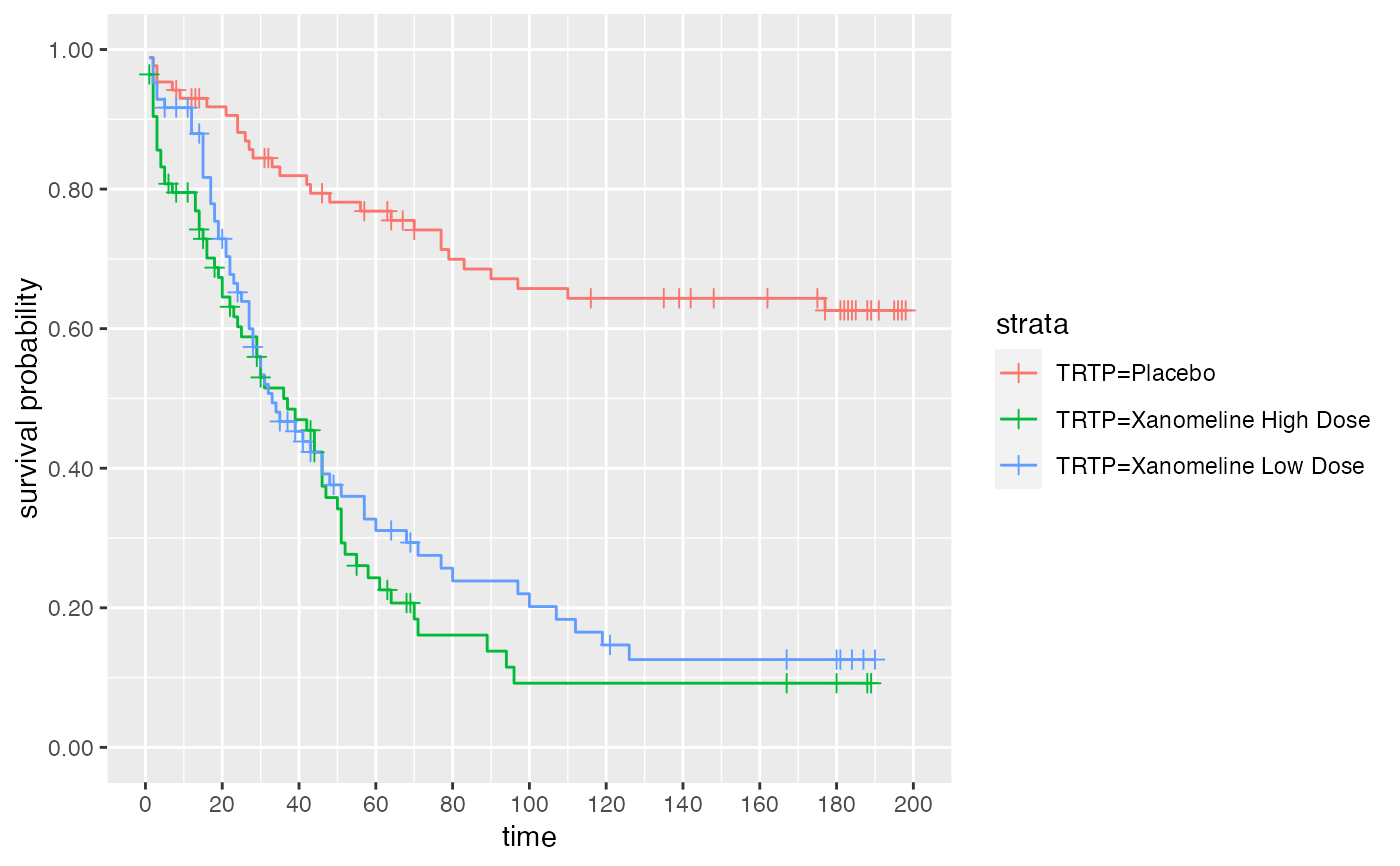 survival probability
1.00
0.80
0.60
0.40
0.20
0.00
0 20 40 60 80 100 120 140 160 180 200
time
strata
TRTP=Placebo
TRTP=Xanomeline High Dose
TRTP=Xanomeline Low Dose